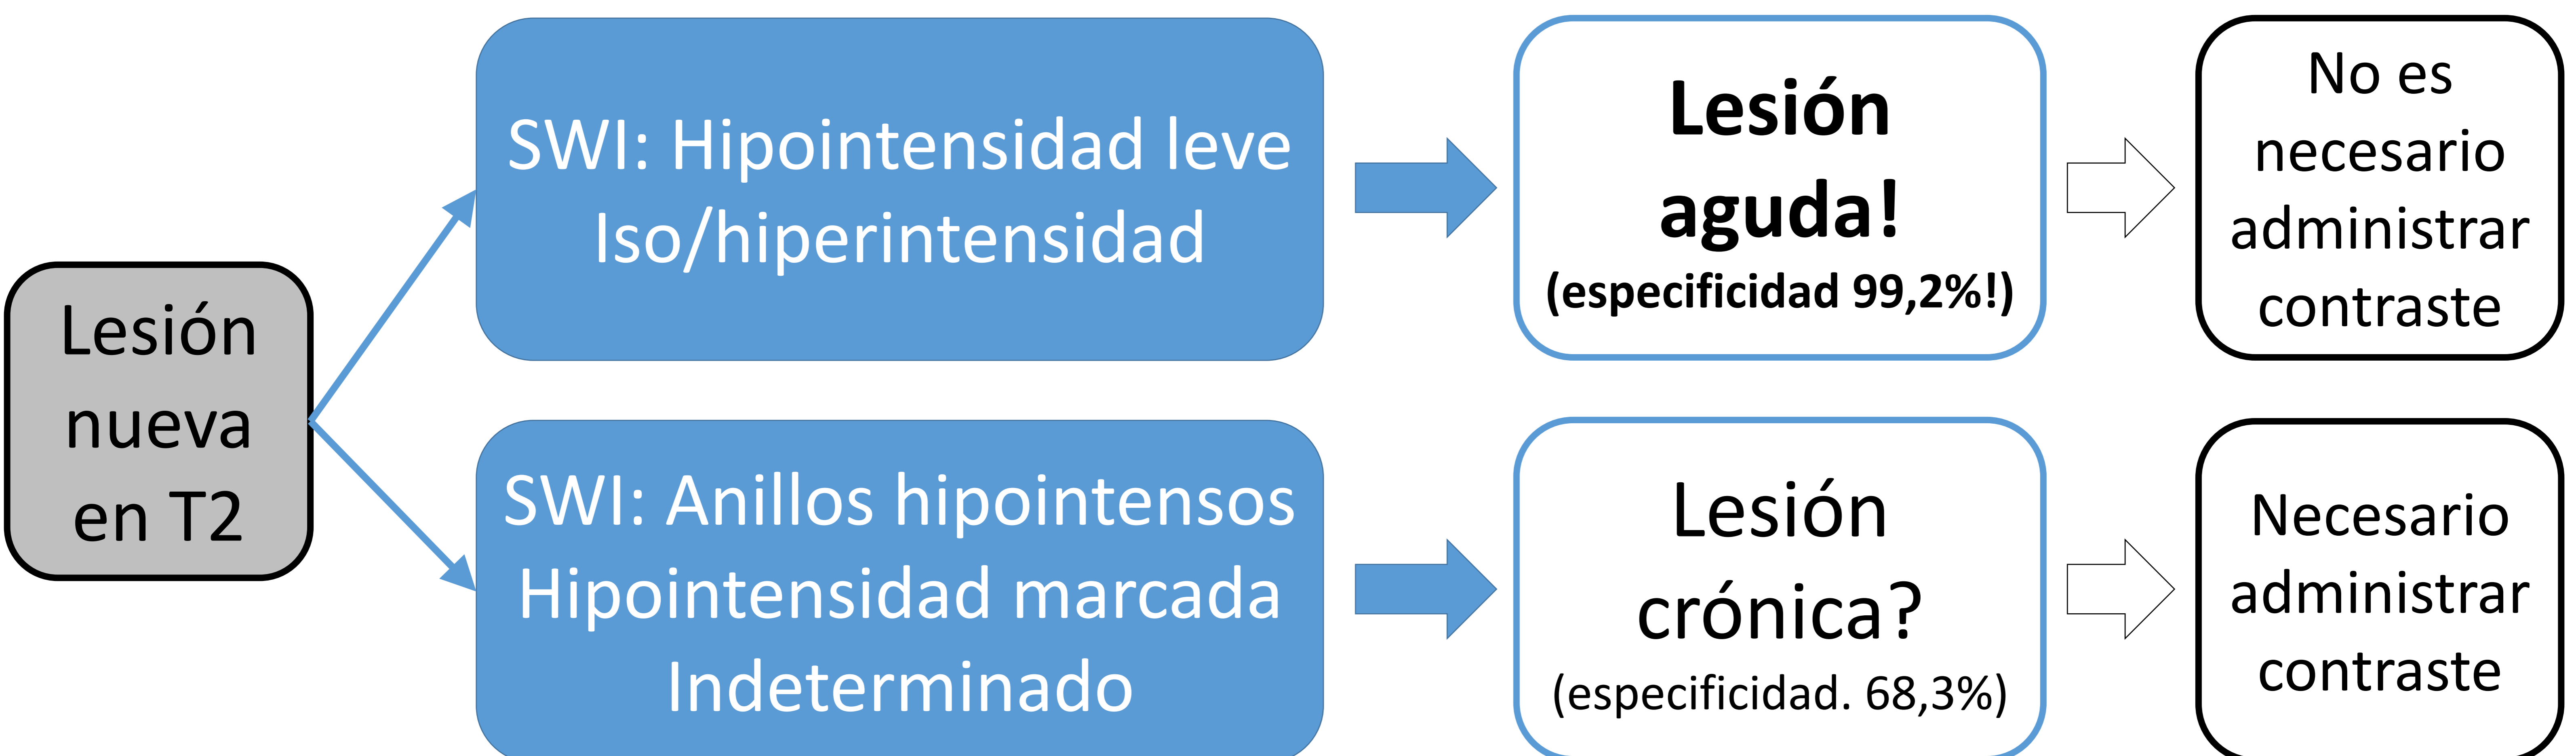 Lesión
nueva
en T2
SWI: Hipointensidad leve
Iso/hiperintensidad
Lesión
aguda!
(especificidad 99,2%!)
No es
necesario
administrar
contraste
SWI: Anillos hipointensos
Hipointensidad marcada
Indeterminado
Lesión
crónica?
(especificidad. 68,3%)
Necesario
administrar
contraste